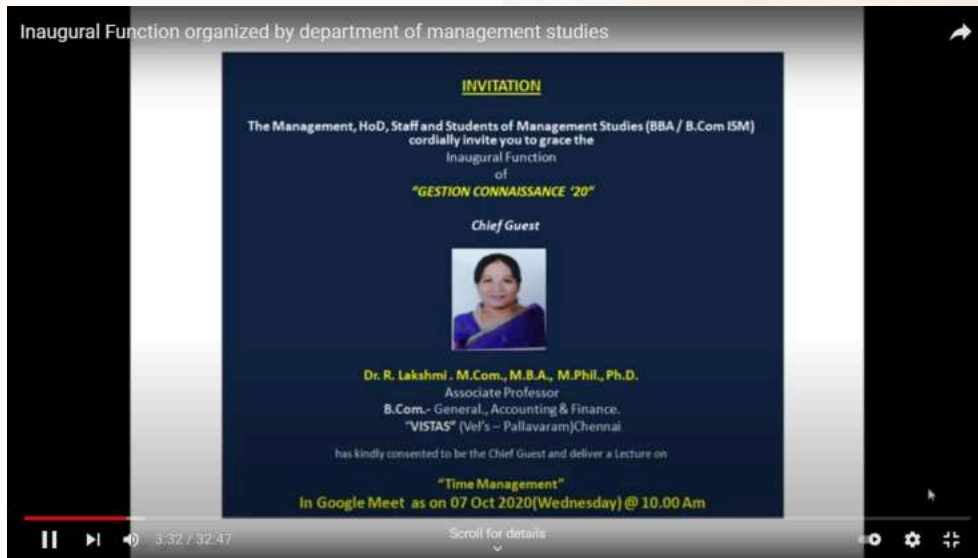 Inaugural Function organized by department of management studies
INVITATION
The Management, HoD, Staff and Students of Management Studies (BBA / B.Com ISM)
cordially invite you to grace the
Inaugural Function
of
"GESTION CONNAISSANCE '20"
Chief Guest
Dr. R. Lakshmi . M.Com., M.B.A., M.Phil., Ph.D.
Associate Professor
B.Com.- General., Accounting & Finance.
"VISTAS" (Vel's – Pallavaram)Chennai
has kindly consented to be the Chief Guest and deliver a Lecture on
"Time Management"
In Google Meet as on 07 Oct 2020(Wednesday) @ 10.00 Am
3:32 / 32:47
Scroll for details